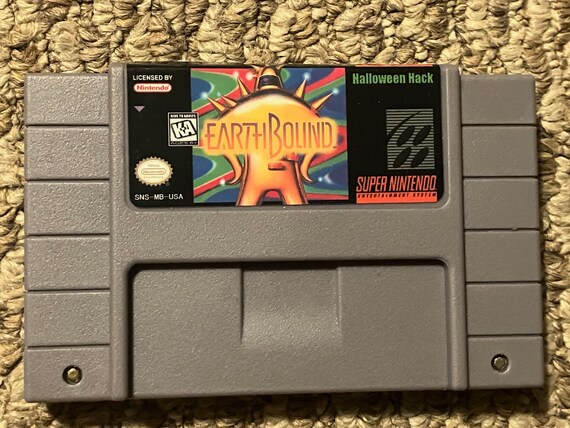 LICENSED BY
Nintendo
Halloween Hack
KIDS TO ADULTS
K-A
EARTHBOUND
SUPER NINTENDO
ENTERTAINMENT SYSTEM
SNS-MB-USA